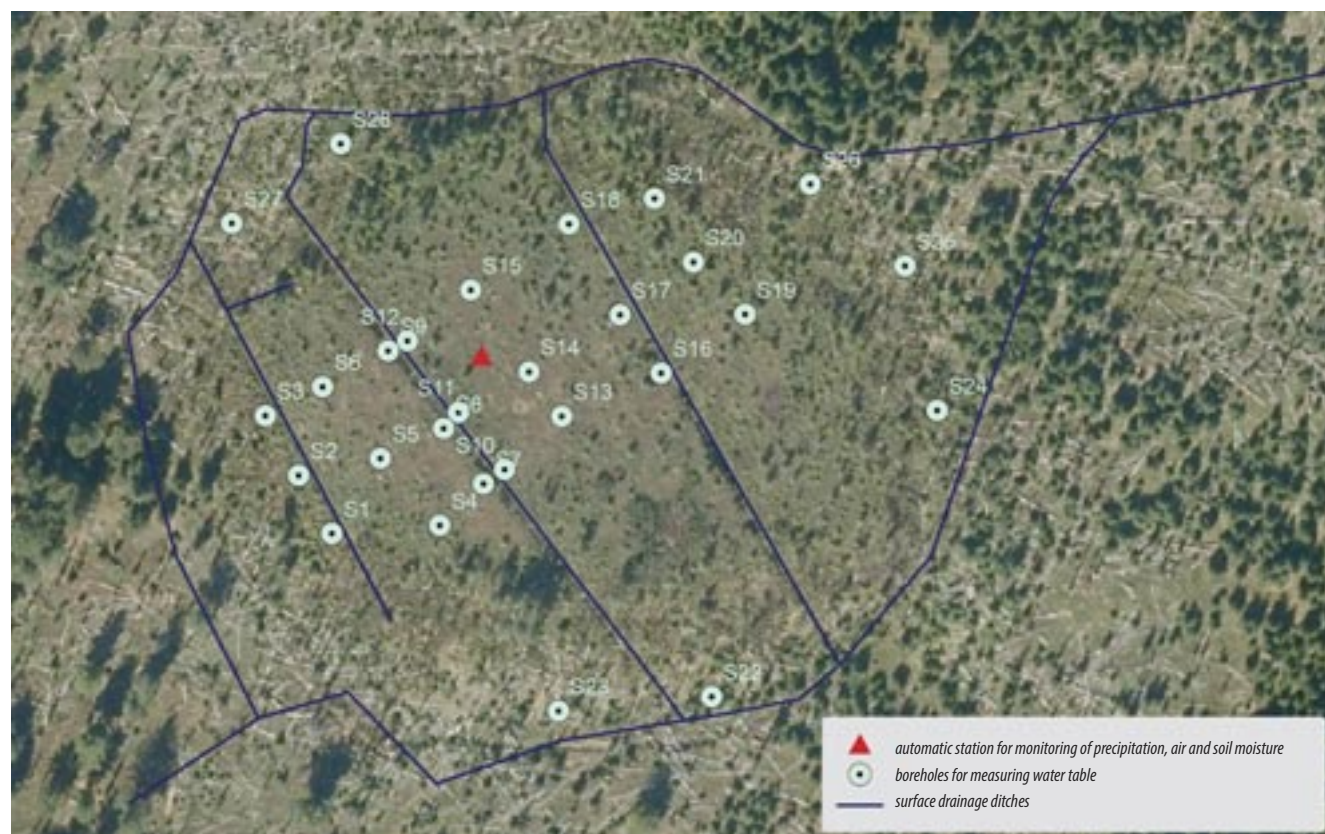 S28
S26
S21
S27
S18
S20
S25
S15
S17
S19
S12
S9
S14
S16
S6
S11
S8
S13
S24
S3
S5
S10
S7
S2
S4
S1
S22
S23
automatic station for monitoring of precipitation, air and soil moisture
boreholes for measuring water table
surface drainage ditches